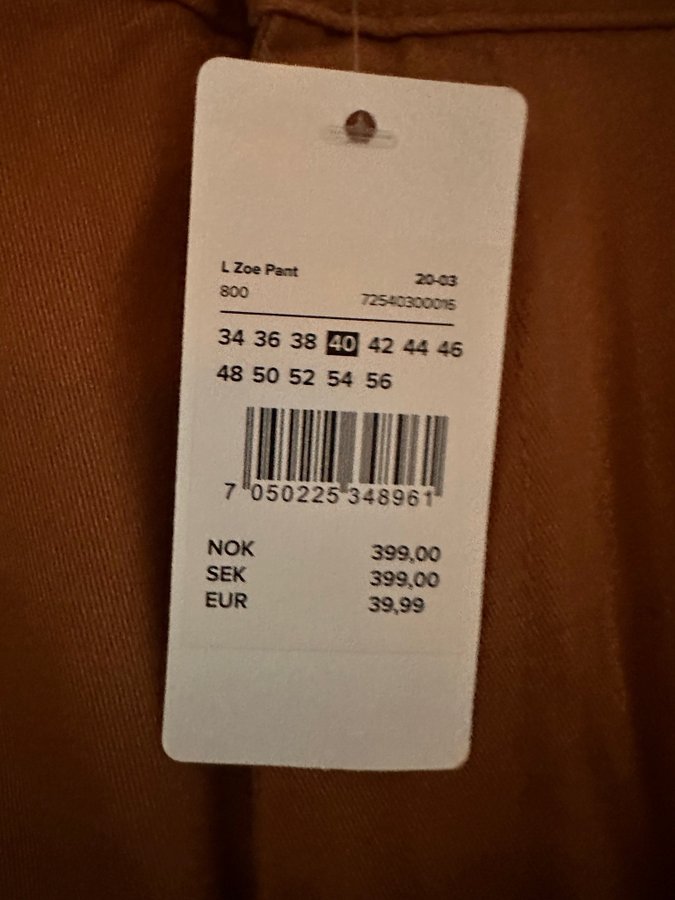 L Zoe Pant 20-03
800 72540300015
34 36 38 40 42 44 46
48 50 52 54 56
7 050225 348961
NOK 399,00
SEK 399,00
EUR 39,99